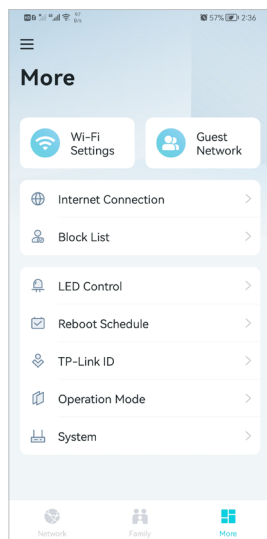 57% 2:36
More
Wi-Fi
Settings
Guest
Network
Internet Connection
Block List
LED Control
Reboot Schedule
TP-Link ID
Operation Mode
System
Network
Family
More